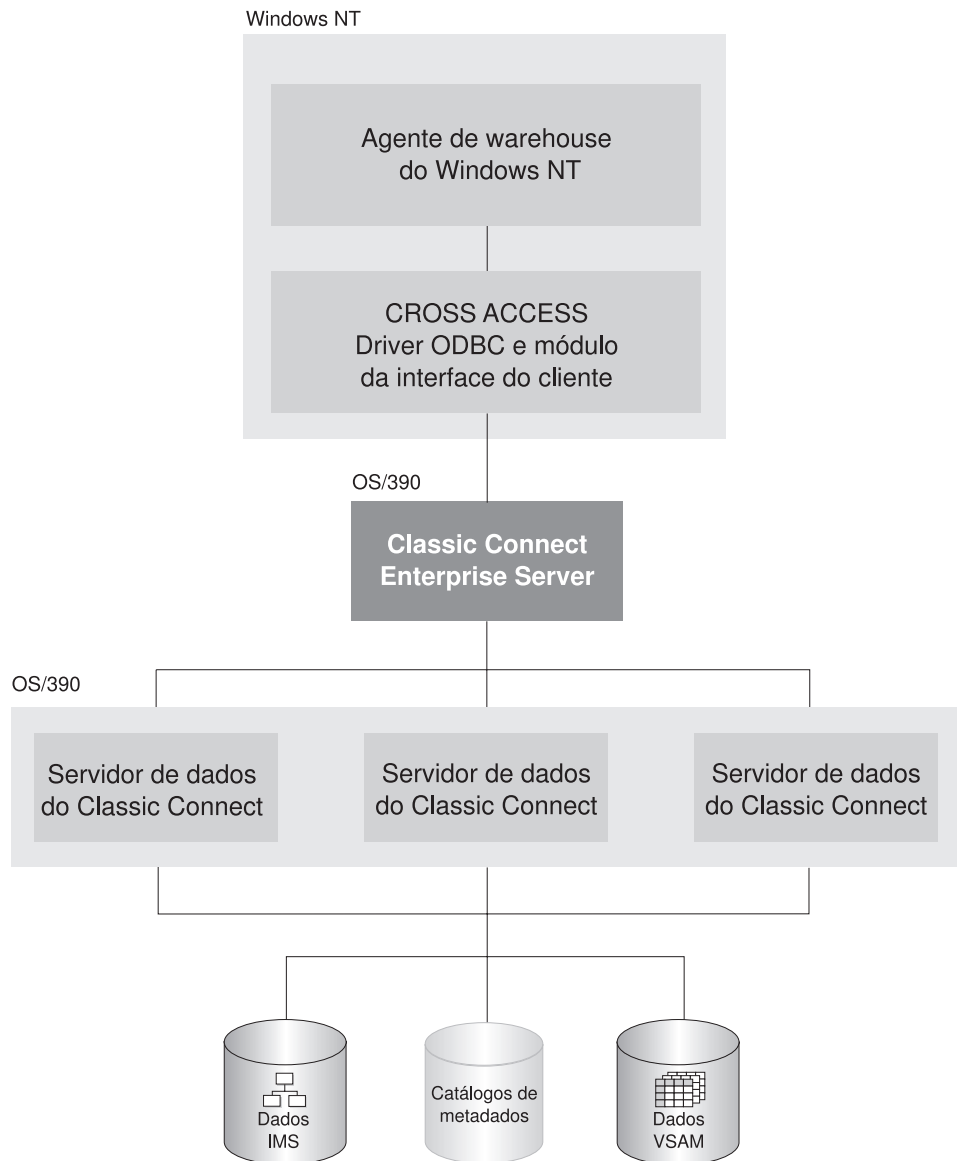 Windows NT
Agente de warehouse
do Windows NT
CROSS ACCESS
Driver ODBC e módulo
da interface do cliente
OS/390
Classic Connect
Enterprise Server
OS/390
Servidor de dados
do Classic Connect
Servidor de dados
do Classic Connect
Servidor de dados
do Classic Connect
Dados
IMS
Catálogos de
metadados
Dados
VSAM